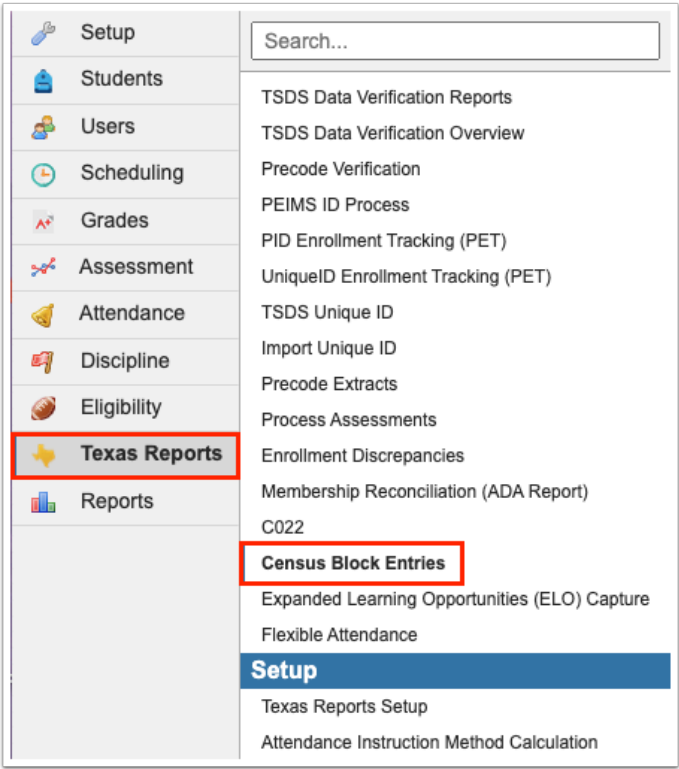 Setup
Students
Users
Scheduling
Grades
Assessment
Attendance
Discipline
Eligibility
Texas Reports
Reports
Search...
TSDS Data Verification Reports
TSDS Data Verification Overview
Precode Verification
PEIMS ID Process
PID Enrollment Tracking (PET)
UniqueID Enrollment Tracking (PET)
TSDS Unique ID
Import Unique ID
Precode Extracts
Process Assessments
Enrollment Discrepancies
Membership Reconciliation (ADA Report)
C022
Census Block Entries
Expanded Learning Opportunities (ELO) Capture
Flexible Attendance
Setup
Texas Reports Setup
Attendance Instruction Method Calculation